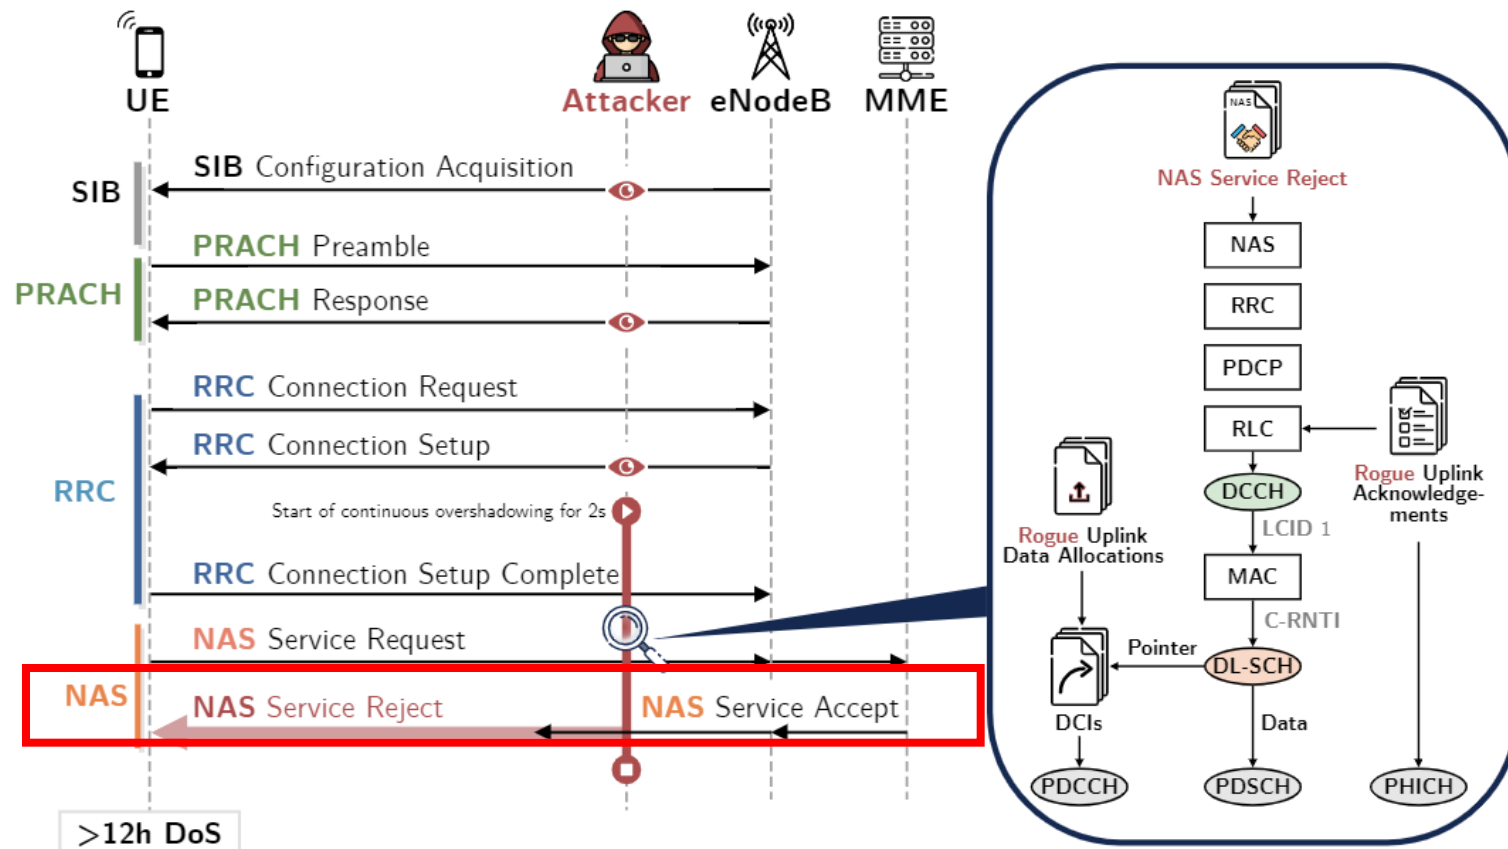 UE
Attacker
eNodeB
MME
SIB
SIB Configuration Acquisition
PRACH
PRACH Preamble
PRACH Response
RRC
RRC Connection Request
RRC Connection Setup
Start of continuous overshadowing for 2s
RRC Connection Setup Complete
NAS Service Request
NAS
NAS Service Reject
NAS Service Accept
>12h DoS
NAS
NAS Service Reject
NAS
RRC
PDCP
RLC
Rogue Uplink
Acknowledge-
ments
DCCH
LCID 1
Rogue Uplink
Data Allocations
MAC
C-RNTI
Pointer
DL-SCH
DCIs
Data
PDCCH
PDSCH
PHICH